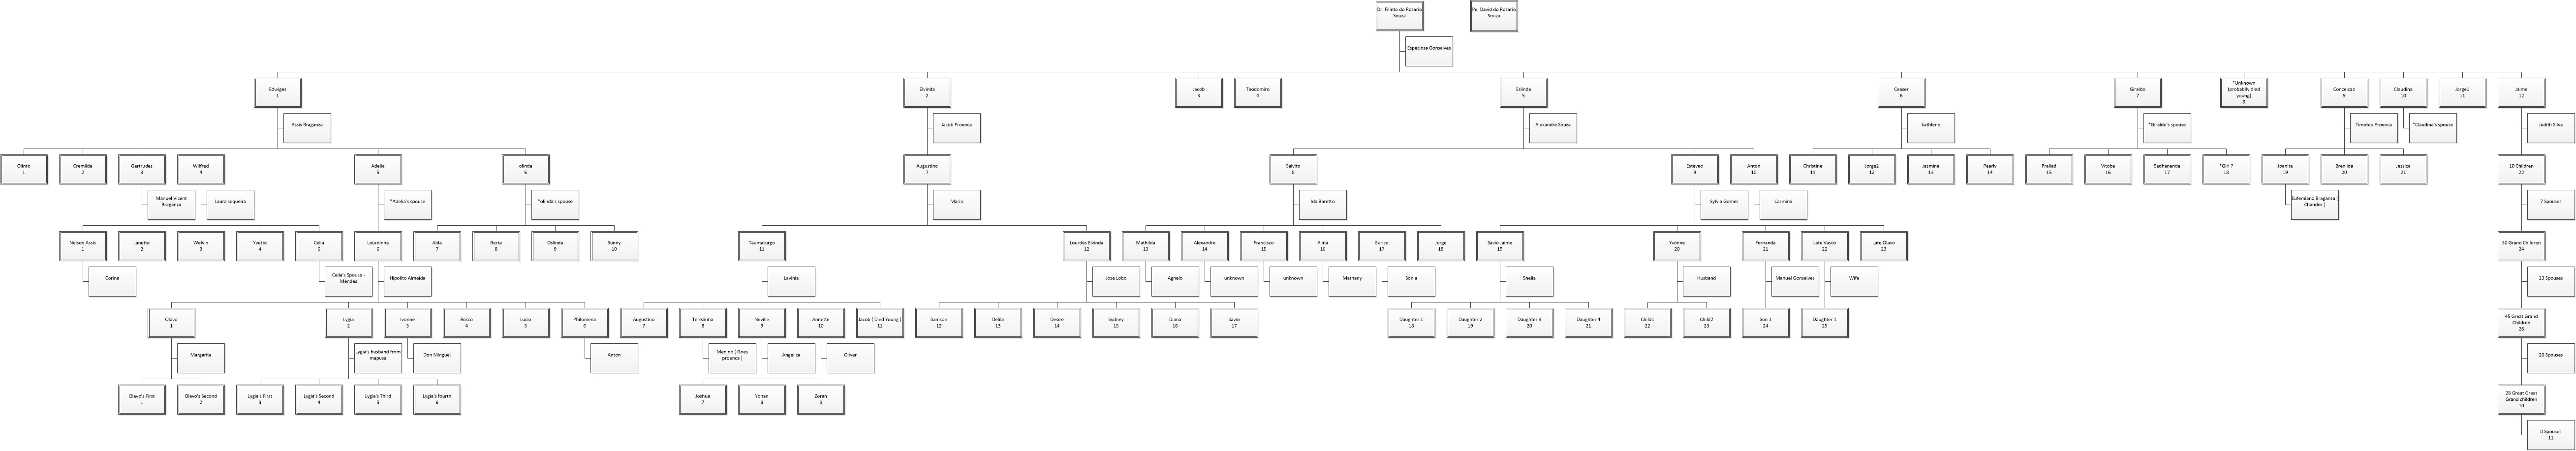 Dr. Filinto do Rosario
Souza
Pe. David do Rosario
Souza
Especiosa Gonsalves
Edwiges
1
Elvinda
2
Jacob
3
Teodomiro
4
Eslinda
5
Ceaser
6
Giraldo
7
*Unknown
(probabily died
young)
8
Conceicao
9
Claudina
10
Jorge1
11
Jaime
12
Assis Braganza
Jacob Proenca
Alexandre Souza
kathlene
*Giraldo's spouse
Timoteo Proenca
*Claudina's spouse
Judith Silva
Olinto
1
Cremilda
2
Gertrudes
3
Wilfred
4
Adelia
5
olinda
6
Augustino
7
Salvito
8
Estevao
9
Anton
10
Christine
11
Jorge2
12
Jasmine
13
Pearly
14
Prallad
15
Vitoba
16
Sadhananda
17
*Girl ?
18
Joanita
19
Brenilda
20
Jessica
21
10 Children
22
Manuel Vicent
Braganza
Laura sequeira
*Adelia's spouse
*olinda's spouse
Maria
Ida Baretto
Sylvia Gomes
Carmina
Eufemiano Braganza (
Chandor )
7 Spouses
Nelson Assis
1
Janette
2
Welvin
3
Yvette
4
Celia
5
Lourdinha
6
Aida
7
Berta
8
Oslinda
9
Sunny
10
Taumaturgo
11
Lourdes Elvinda
12
Mathilda
13
Alexandre
14
Francisco
15
Alina
16
Eurico
17
Jorge
18
Savio Jaime
19
Yvonne
20
Fernanda
21
Late Vasco
22
Late Olavo
23
30 Grand Children
24
Corina
Celia's Spouse -
Mendes
Hipolito Almeida
Lavinia
Jose Lobo
Agnelo
unknown
unknown
Mathany
Sonia
Shelia
Husband
Manuel Gonsalves
Wife
23 Spouses
Olavo
1
Lygia
2
Ivonne
3
Bosco
4
Lucio
5
Philomena
6
Augustino
7
Terezinha
8
Neville
9
Annette
10
Jacob ( Died Young )
11
Samson
12
Delila
13
Desire
14
Sydney
15
Diana
16
Savio
17
Daughter 1
18
Daughter 2
19
Daughter 3
20
Daughter 4
21
Child1
22
Child2
23
Son 1
24
Daughter 1
25
45 Great Grand
Children
26
Margarita
Lygia's husband from
mapusa
Don Minguel
Anton
Menino ( Goes
proenca )
Angelica
Oliver
20 Spouses
Olavo's First
1
Olavo's Second
2
Lygia's First
3
Lygia's Second
4
Lygia's Third
5
Lygia's fourth
6
Joshua
7
Yohan
8
Zoran
9
28 Great Great
Grand children
10
0 Spouses
11